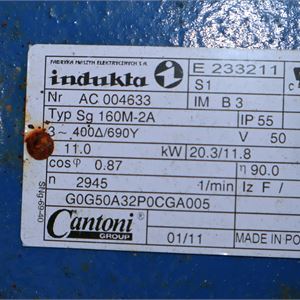 FABRYKA MASZYN ELEKTRYCZNYCH S.A.
indukta i E 233211 c
S1
Nr AC 004633 IM B 3
Typ Sg 160M-2A IP 55
3~ 400Δ/690Y V 50
11.0 kW 20.3/11.8
cosφ 0.87 η 90.0
n 2945 1/min Iz F /
G0G50A32P0CGA005
Cantoni
GROUP
01/11 MADE IN PO